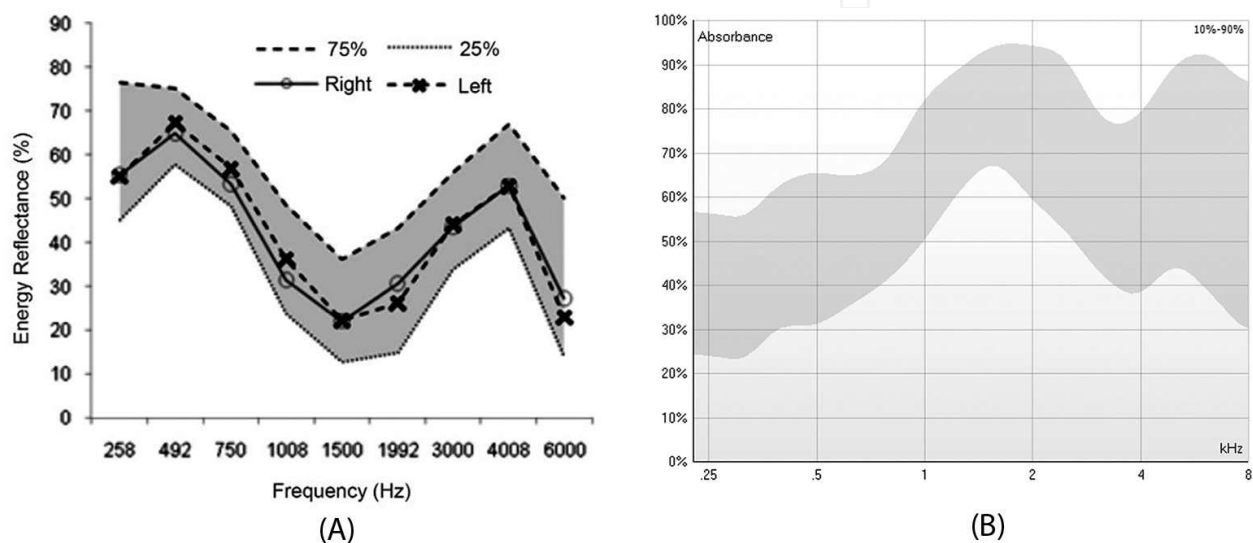 90
80
70
60
50
40
30
20
10
0
Energy Reflectance (%)
75% 25%
Right Left
258 492 750 1008 1500 1992 3000 4008 6000
Frequency (Hz)
(A)
Absorbance
10%-90%
100%
90%
80%
70%
60%
50%
40%
30%
20%
10%
0%
kHz
.25 .5 1 2 4 8
(B)